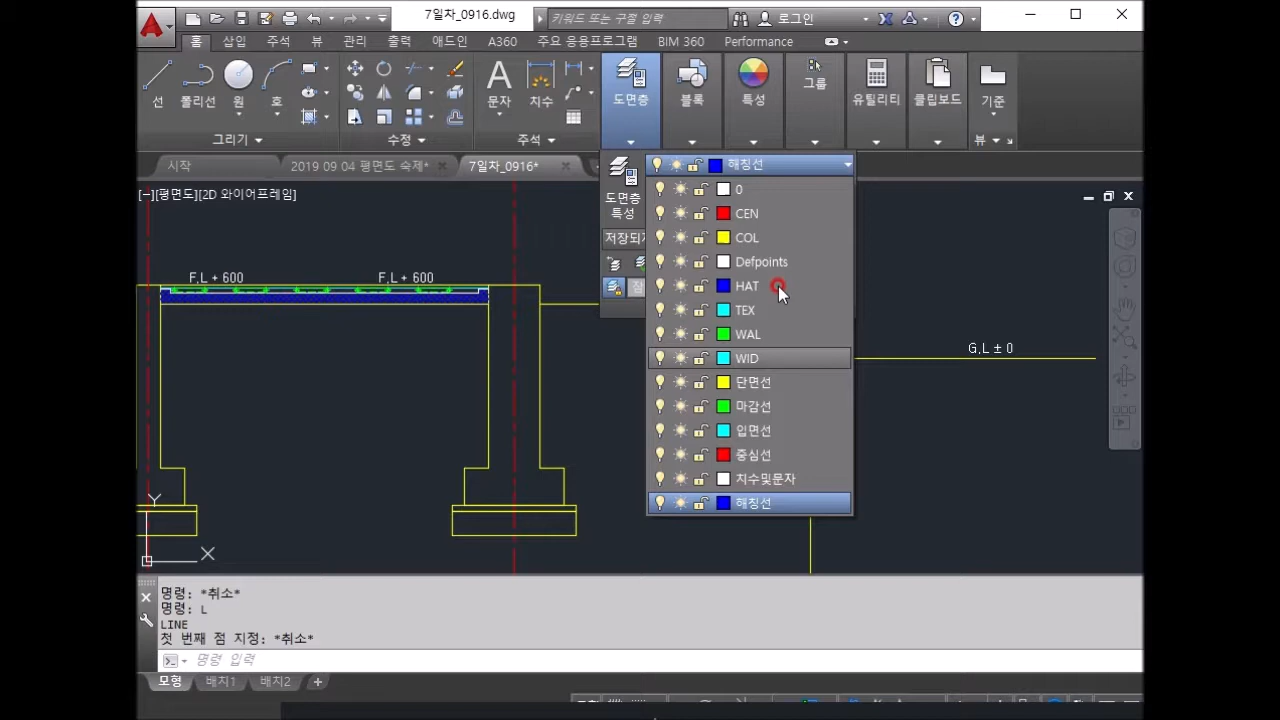 7일차_0916.dwg
키워드 또는 구절 입력
로그인
홈 삽입 주석 뷰 관리 출력 애드인 A360 주요 응용프로그램 BIM 360 Performance
선 폴리선 원 호
문자 치수
도면층 블록 특성 그룹 유틸리티 클립보드 기준
그리기 수정 주석 뷰
시작 2019 09 04 평면도 숙제* 7일차_0916*
[−][평면도][2D 와이어프레임]
도면층
특성
저장되지
잘
해칭선
0
CEN
COL
Defpoints
HAT
TEX
WAL
WID
단면선
마감선
입면선
중심선
치수및문자
해칭선
F.L + 600 F.L + 600
G.L ± 0
Y
X
명령: *취소*
명령: L
LINE
첫 번째 점 지정: *취소*
명령 입력
모형 배치1 배치2 +